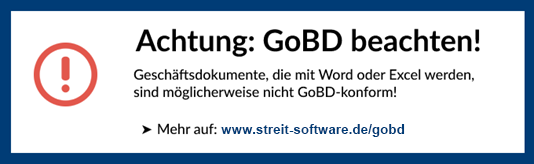 Achtung: GoBD beachten!
Geschäftsdokumente, die mit Word oder Excel werden,
sind möglicherweise nicht GoBD-konform!
➤ Mehr auf: www.streit-software.de/gobd